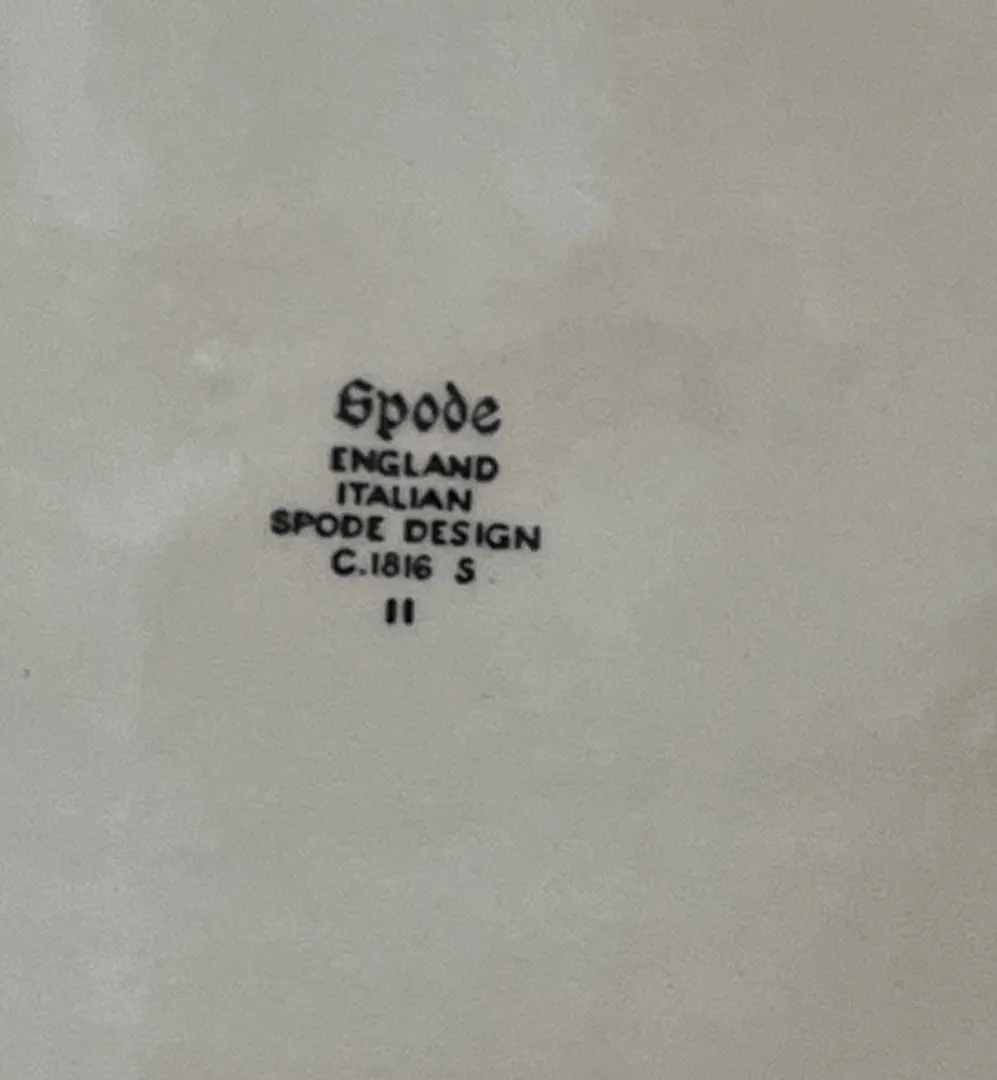 Spode
ENGLAND
ITALIAN
SPODE DESIGN
C.1816 S
II